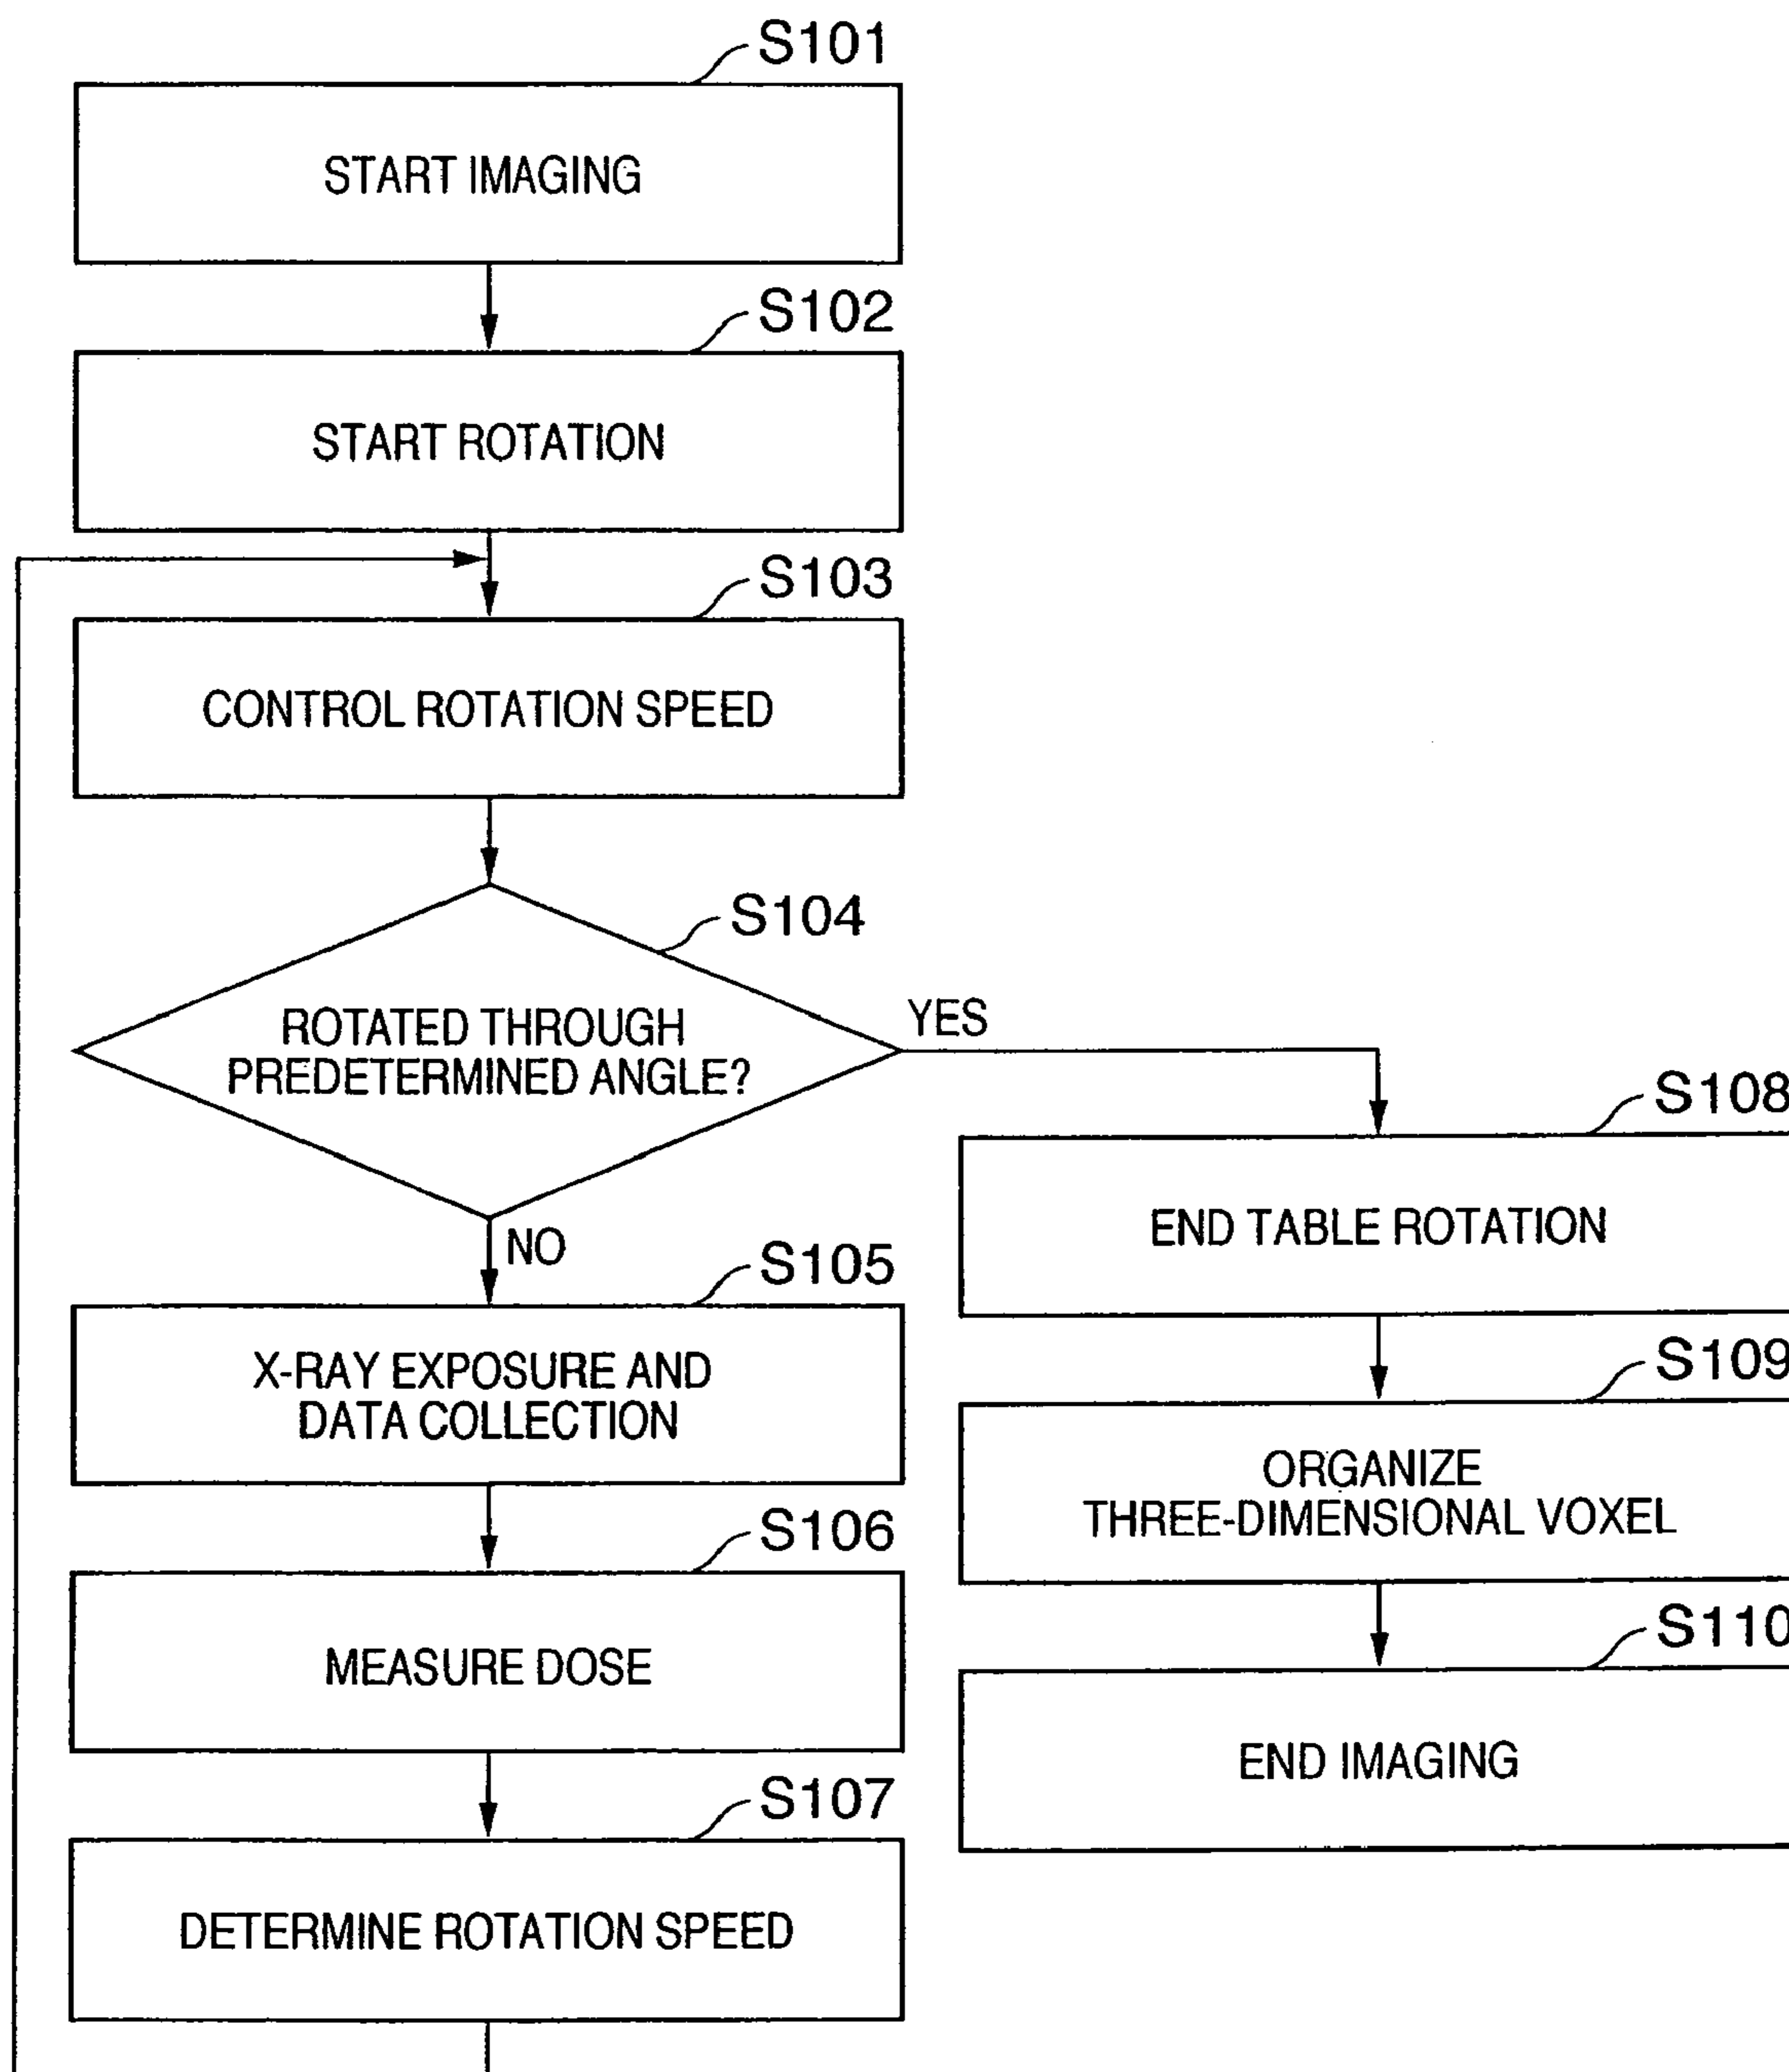 S101
START IMAGING
S102
START ROTATION
S103
CONTROL ROTATION SPEED
S104
ROTATED THROUGH
PREDETERMINED ANGLE?
YES
NO
S105
X-RAY EXPOSURE AND
DATA COLLECTION
S106
MEASURE DOSE
S107
DETERMINE ROTATION SPEED
S108
END TABLE ROTATION
S109
ORGANIZE
THREE-DIMENSIONAL VOXEL
S110
END IMAGING